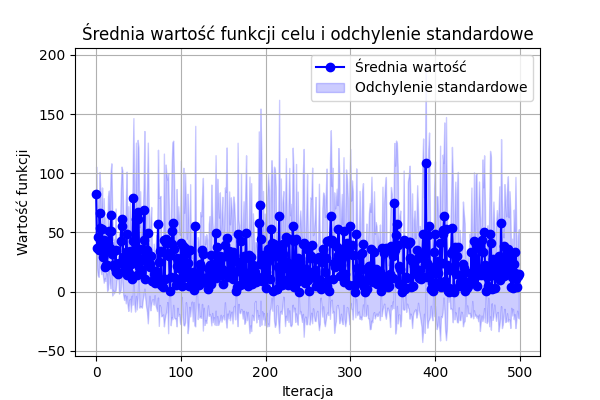 Średnia wartość funkcji celu i odchylenie standardowe
Średnia wartość
Odchylenie standardowe
Wartość funkcji
200
150
100
50
0
−50
0 100 200 300 400 500
Iteracja